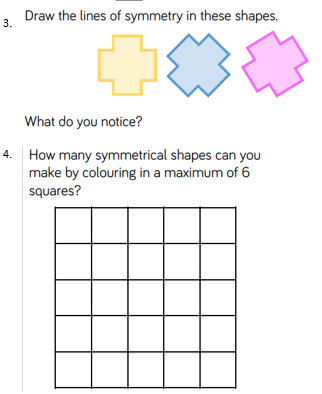 3. Draw the lines of symmetry in these shapes.
What do you notice?
4. How many symmetrical shapes can you
make by colouring in a maximum of 6
squares?